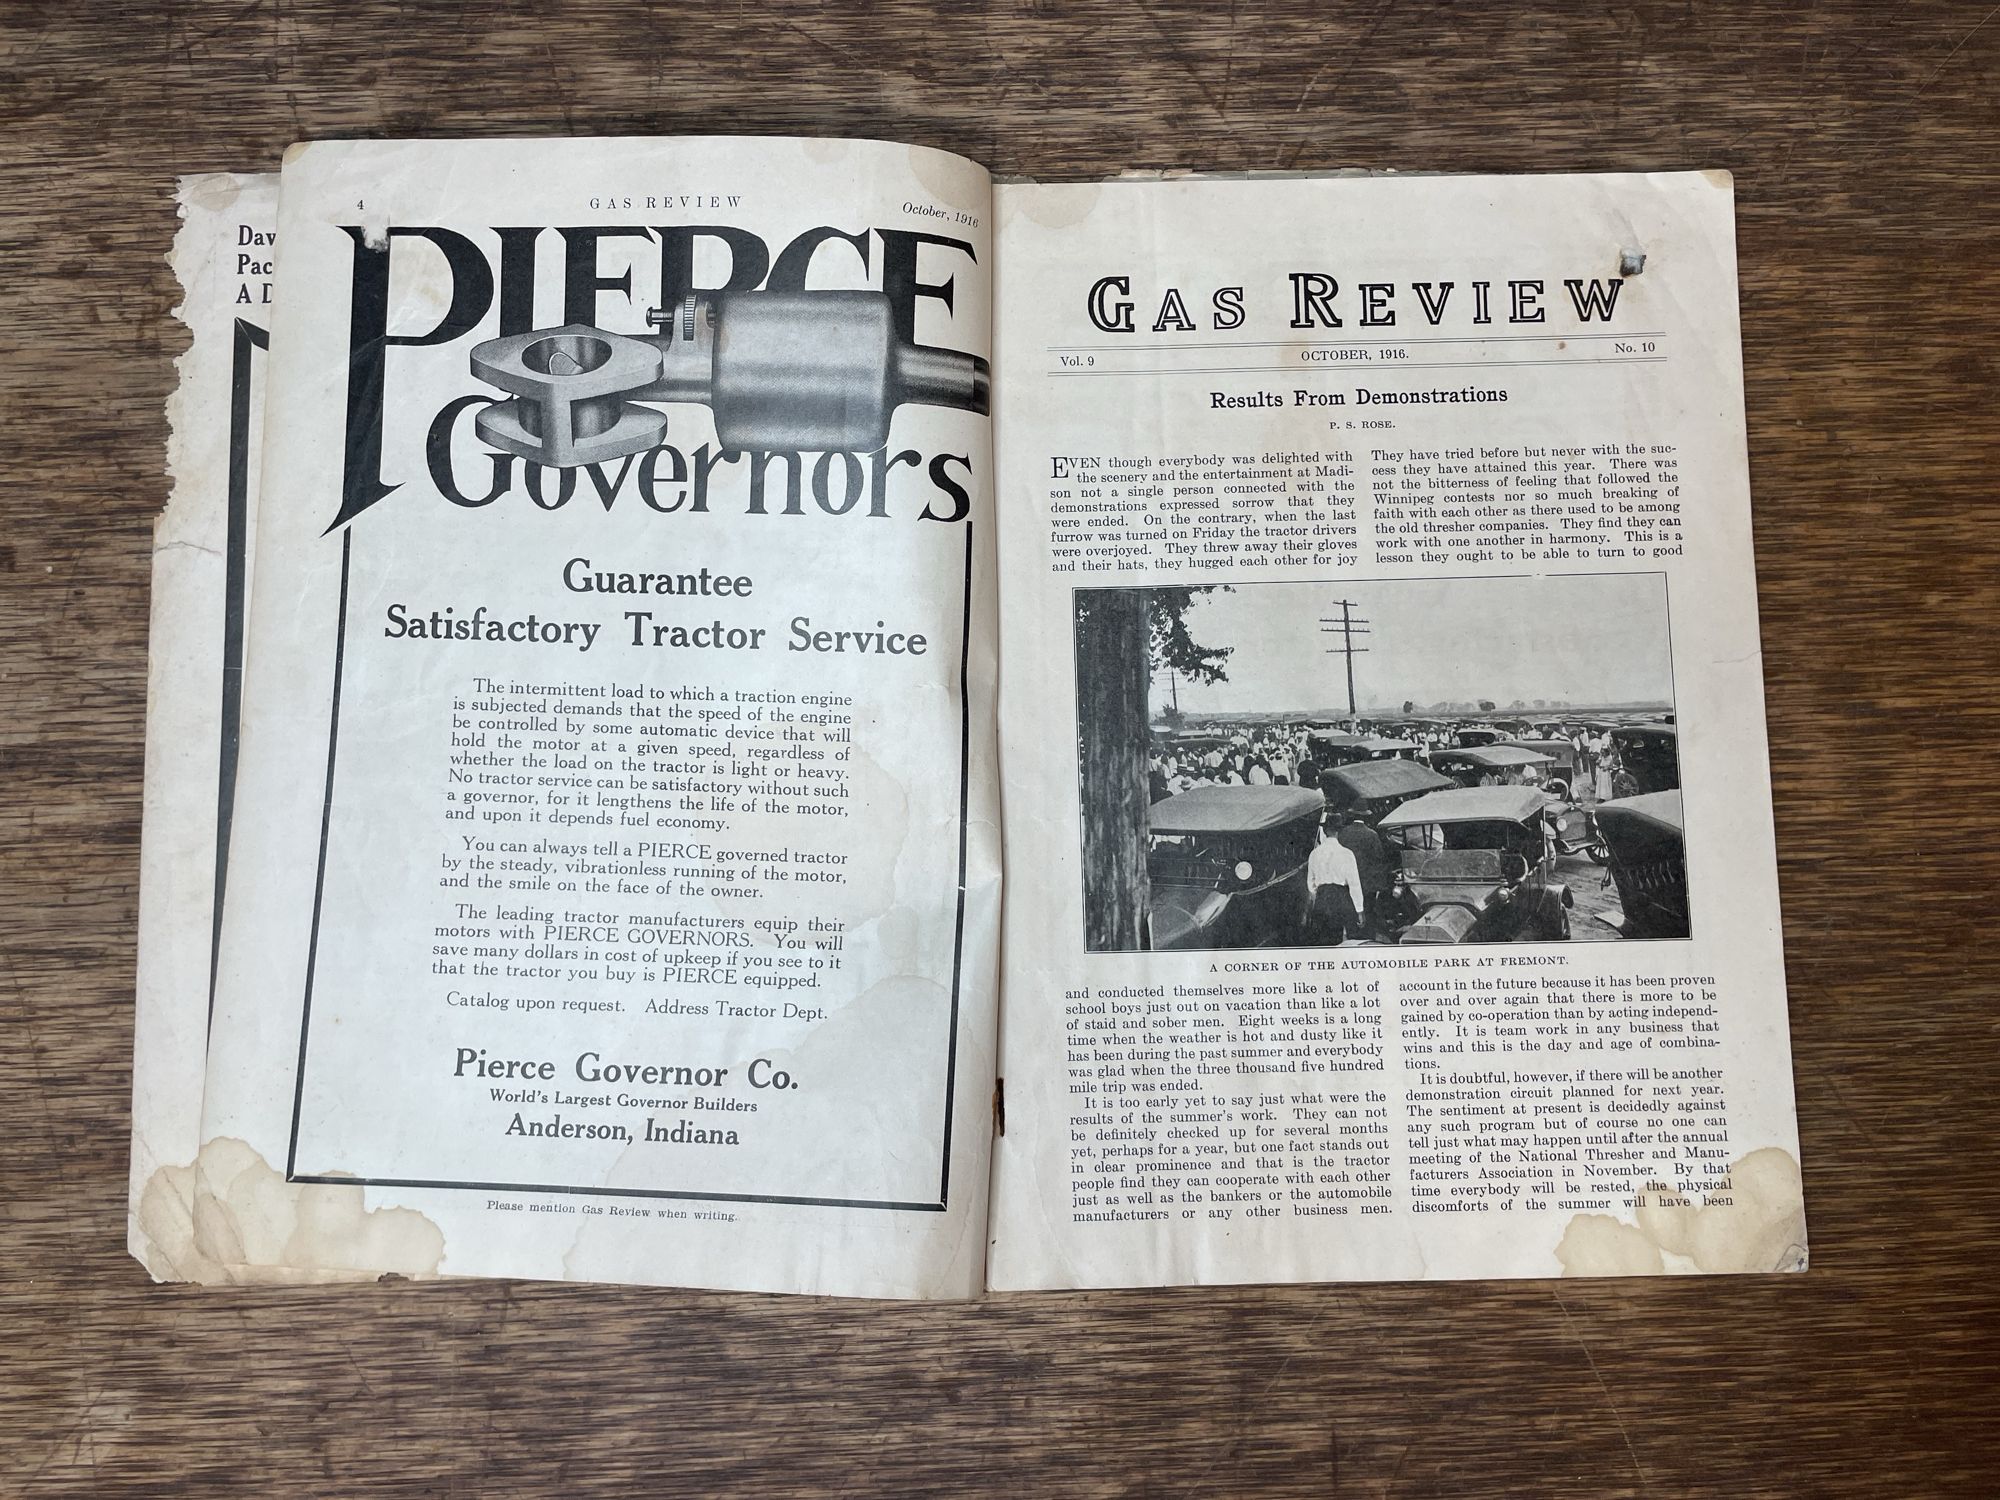 Dav
Pac
A D
4
GAS REVIEW
October, 1916
PIERCE
Governors
Guarantee
Satisfactory Tractor Service
The intermittent load to which a traction engine
is subjected demands that the speed of the engine
be controlled by some automatic device that will
hold the motor at a given speed, regardless of
whether the load on the tractor is light or heavy.
No tractor service can be satisfactory without such
a governor, for it lengthens the life of the motor,
and upon it depends fuel economy.
You can always tell a PIERCE governed tractor
by the steady, vibrationless running of the motor,
and the smile on the face of the owner.
The leading tractor manufacturers equip their
motors with PIERCE GOVERNORS. You will
save many dollars in cost of upkeep if you see to it
that the tractor you buy is PIERCE equipped.
Catalog upon request. Address Tractor Dept.
Pierce Governor Co.
World's Largest Governor Builders
Anderson, Indiana
Please mention Gas Review when writing.
GAS REVIEW
Vol. 9
OCTOBER, 1916.
No. 10
Results From Demonstrations
P. S. ROSE.
EVEN though everybody was delighted with
the scenery and the entertainment at Madi-
son not a single person connected with the
demonstrations expressed sorrow that they
were ended. On the contrary, when the last
furrow was turned on Friday the tractor drivers
were overjoyed. They threw away their gloves
and their hats, they hugged each other for joy
They have tried before but never with the suc-
cess they have attained this year. There was
not the bitterness of feeling that followed the
Winnipeg contests nor so much breaking of
faith with each other as there used to be among
the old thresher companies. They find they can
work with one another in harmony. This is a
lesson they ought to be able to turn to good
A CORNER OF THE AUTOMOBILE PARK AT FREMONT.
and conducted themselves more like a lot of
school boys just out on vacation than like a lot
of staid and sober men. Eight weeks is a long
time when the weather is hot and dusty like it
has been during the past summer and everybody
was glad when the three thousand five hundred
mile trip was ended.
It is too early yet to say just what were the
results of the summer's work. They can not
be definitely checked up for several months
yet, perhaps for a year, but one fact stands out
in clear prominence and that is the tractor
people find they can cooperate with each other
just as well as the bankers or the automobile
manufacturers or any other business men.
account in the future because it has been proven
over and over again that there is more to be
gained by co-operation than by acting independ-
ently. It is team work in any business that
wins and this is the day and age of combina-
tions.
It is doubtful, however, if there will be another
demonstration circuit planned for next year.
The sentiment at present is decidedly against
any such program but of course no one can
tell just what may happen until after the annual
meeting of the National Thresher and Manu-
facturers Association in November. By that
time everybody will be rested, the physical
discomforts of the summer will have been